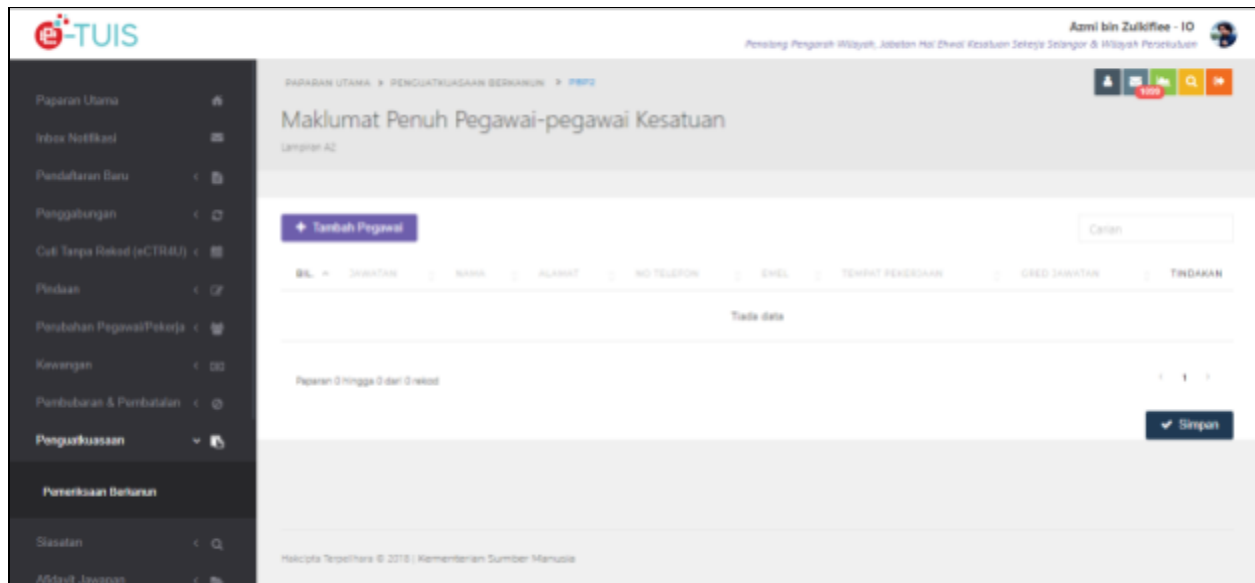 e-TUIS
Azmi bin Zulkiflee - IO
Penolong Pengarah Wilayah, Jabatan Hal Ehwal Kesatuan Sekerja Selangor & Wilayah Persekutuan
Paparan Utama
Inbox Notifikasi
Pendaftaran Baru
Penggabungan
Cuti Tanpa Rekod (eCTR4U)
Pindaan
Perubahan Pegawai/Pekerja
Kewangan
Pembubaran & Pembatalan
Penguatkuasaan
Pemeriksaan Berkanun
Siasatan
Afidavit Jawapan
PAPARAN UTAMA > PENGUATKUASAAN BERKANUN > PBP2
1099
Maklumat Penuh Pegawai-pegawai Kesatuan
Lampiran A2
+ Tambah Pegawai
Carian
BIL. JAWATAN NAMA ALAMAT NO TELEFON EMEL TEMPAT PEKERJAAN GRED JAWATAN TINDAKAN
Tiada data
Paparan 0 hingga 0 dari 0 rekod
< 1 >
Simpan
Hakcipta Terpelihara © 2018 | Kementerian Sumber Manusia